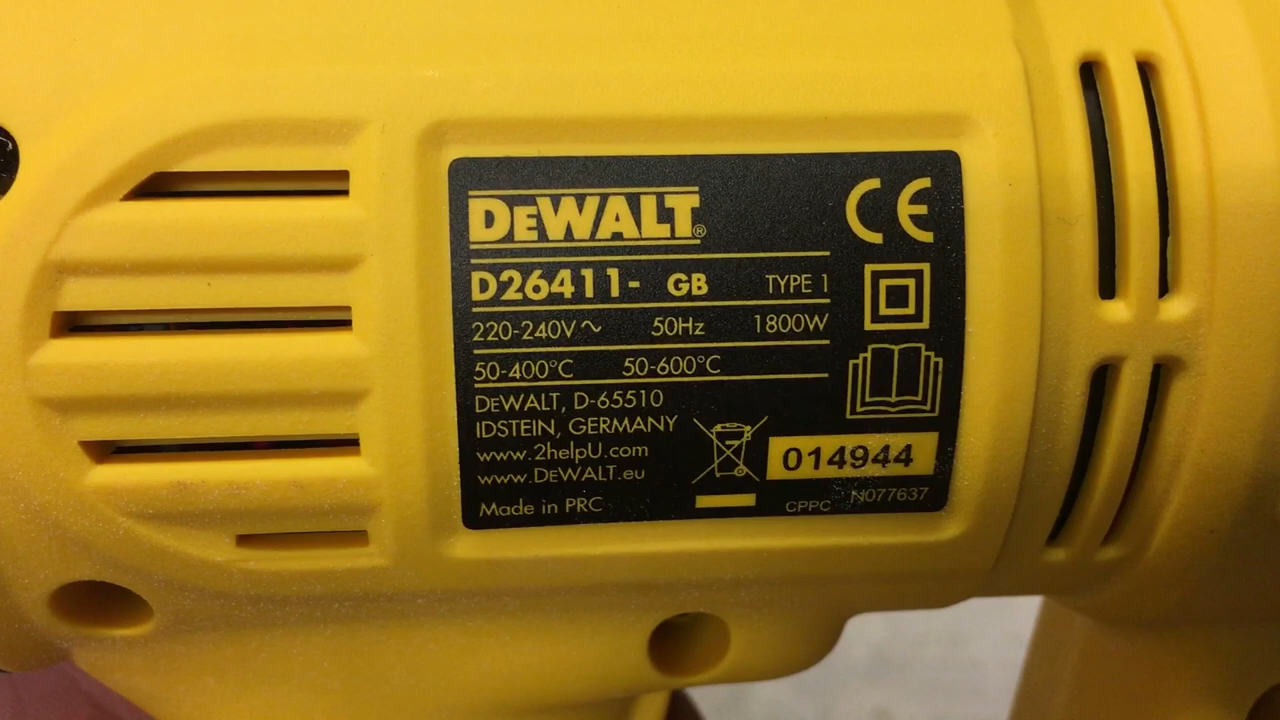 DEWALT®
D26411- GB TYPE 1
220-240V~ 50Hz 1800W
50-400°C 50-600°C
DEWALT, D-65510
IDSTEIN, GERMANY
www.2helpU.com
www.DEWALT.eu
Made in PRC
CE
014944
CPPC N077637